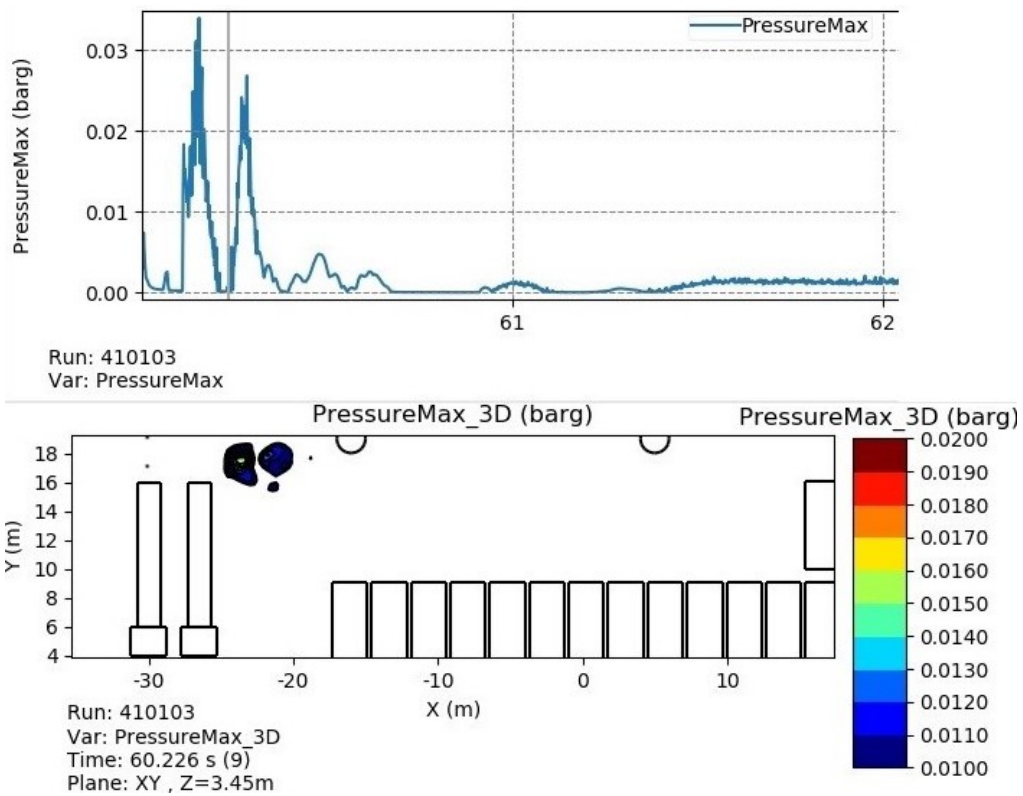 PressureMax
0.03
0.02
0.01
0.00
PressureMax (barg)
61
62
Run: 410103
Var: PressureMax
PressureMax_3D (barg)
PressureMax_3D (barg)
18
16
14
12
10
8
6
4
Y (m)
-30
-20
-10
0
10
X (m)
0.0200
0.0190
0.0180
0.0170
0.0160
0.0150
0.0140
0.0130
0.0120
0.0110
0.0100
Run: 410103
Var: PressureMax_3D
Time: 60.226 s (9)
Plane: XY , Z=3.45m